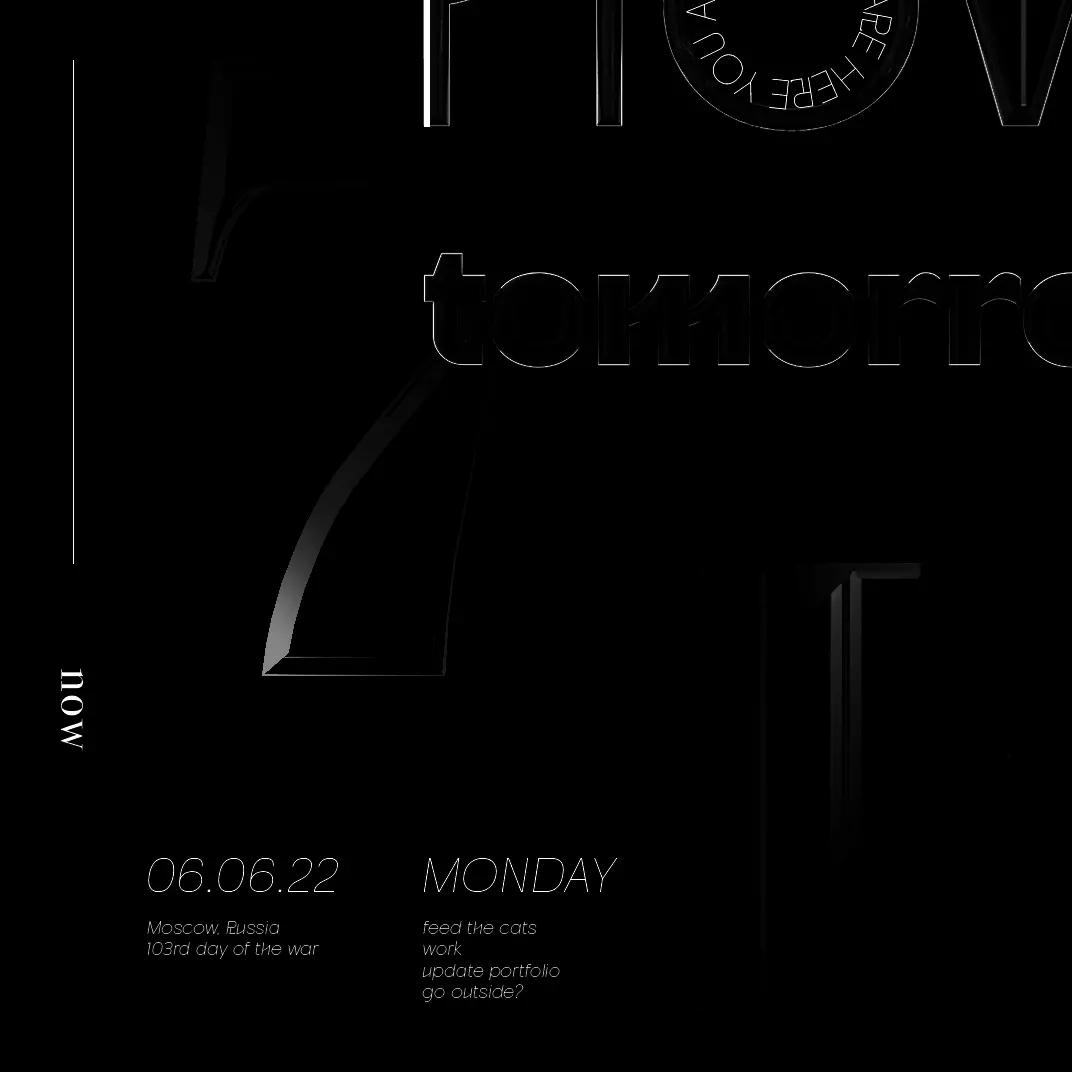 now
YOU ARE HERE YOU A
tomorro
now
06.06.22
Moscow, Russia
103rd day of the war
MONDAY
feed the cats
work
update portfolio
go outside?